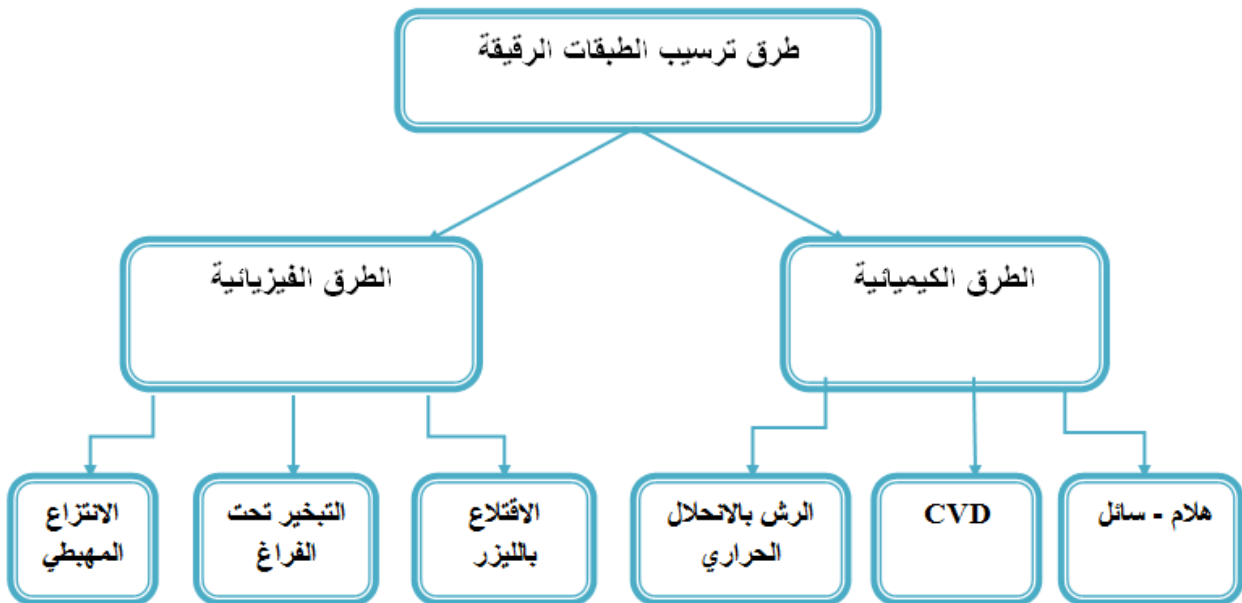 طرق ترسيب الطبقات الرقيقة
الطرق الكيميائية
الطرق الفيزيائية
هلام - سائل
CVD
الرش بالانحلال
الحراري
الاقتلاع
بالليزر
التبخير تحت
الفراغ
الانتزاع
المهبطي